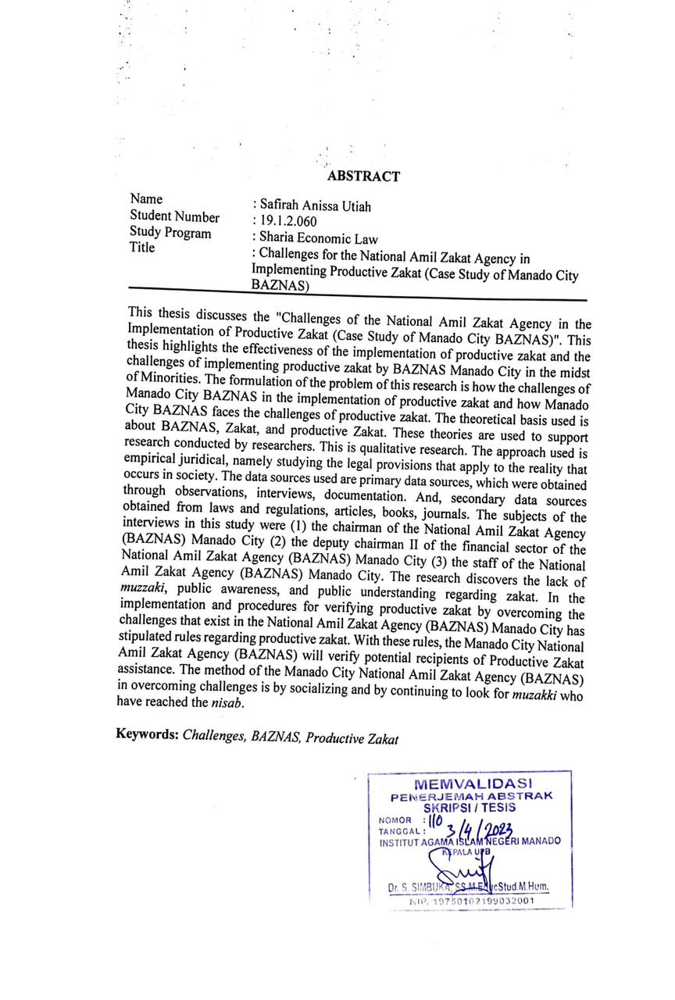 ABSTRACT
Name : Safirah Anissa Utiah
Student Number : 19.1.2.060
Study Program : Sharia Economic Law
Title : Challenges for the National Amil Zakat Agency in
Implementing Productive Zakat (Case Study of Manado City
BAZNAS)
This thesis discusses the "Challenges of the National Amil Zakat Agency in the
Implementation of Productive Zakat (Case Study of Manado City BAZNAS)". This
thesis highlights the effectiveness of the implementation of productive zakat and the
challenges of implementing productive zakat by BAZNAS Manado City in the midst
of Minorities. The formulation of the problem of this research is how the challenges of
Manado City BAZNAS in the implementation of productive zakat and how Manado
City BAZNAS faces the challenges of productive zakat. The theoretical basis used is
about BAZNAS, Zakat, and productive Zakat. These theories are used to support
research conducted by researchers. This is qualitative research. The approach used is
empirical juridical, namely studying the legal provisions that apply to the reality that
occurs in society. The data sources used are primary data sources, which were obtained
through observations, interviews, documentation. And, secondary data sources
obtained from laws and regulations, articles, books, journals. The subjects of the
interviews in this study were (1) the chairman of the National Amil Zakat Agency
(BAZNAS) Manado City (2) the deputy chairman II of the financial sector of the
National Amil Zakat Agency (BAZNAS) Manado City (3) the staff of the National
Amil Zakat Agency (BAZNAS) Manado City. The research discovers the lack of
muzzaki, public awareness, and public understanding regarding zakat. In the
implementation and procedures for verifying productive zakat by overcoming the
challenges that exist in the National Amil Zakat Agency (BAZNAS) Manado City has
stipulated rules regarding productive zakat. With these rules, the Manado City National
Amil Zakat Agency (BAZNAS) will verify potential recipients of Productive Zakat
assistance. The method of the Manado City National Amil Zakat Agency (BAZNAS)
in overcoming challenges is by socializing and by continuing to look for muzakki who
have reached the nisab.
Keywords: Challenges, BAZNAS, Productive Zakat
MEMVALIDASI
PENERJEMAH ABSTRAK
SKRIPSI / TESIS
NOMOR : 110
TANGGAL : 3/4/2023
INSTITUT AGAMA ISLAM NEGERI MANADO
KEPALA UPB
Dr. S. SIMBUKA, SS.M.EducStud.M.Hum.
NIP. 19750102199032001